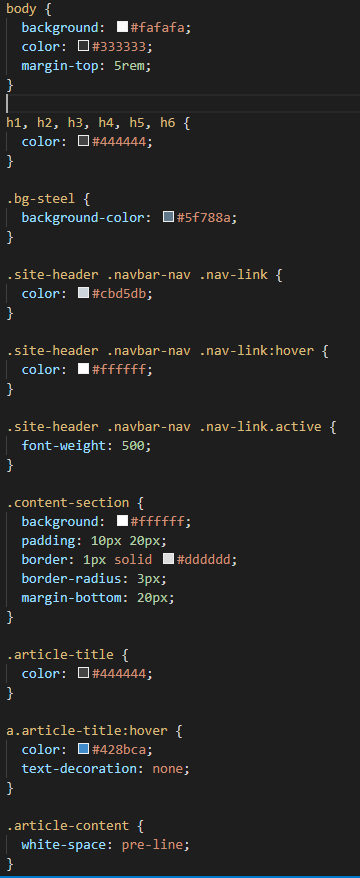 body {
  background: #fafafa;
  color: #333333;
  margin-top: 5rem;
}

h1, h2, h3, h4, h5, h6 {
  color: #444444;
}

.bg-steel {
  background-color: #5f788a;
}

.site-header .navbar-nav .nav-link {
  color: #cbd5db;
}

.site-header .navbar-nav .nav-link:hover {
  color: #ffffff;
}

.site-header .navbar-nav .nav-link.active {
  font-weight: 500;
}

.content-section {
  background: #ffffff;
  padding: 10px 20px;
  border: 1px solid #dddddd;
  border-radius: 3px;
  margin-bottom: 20px;
}

.article-title {
  color: #444444;
}

a.article-title:hover {
  color: #428bca;
  text-decoration: none;
}

.article-content {
  white-space: pre-line;
}